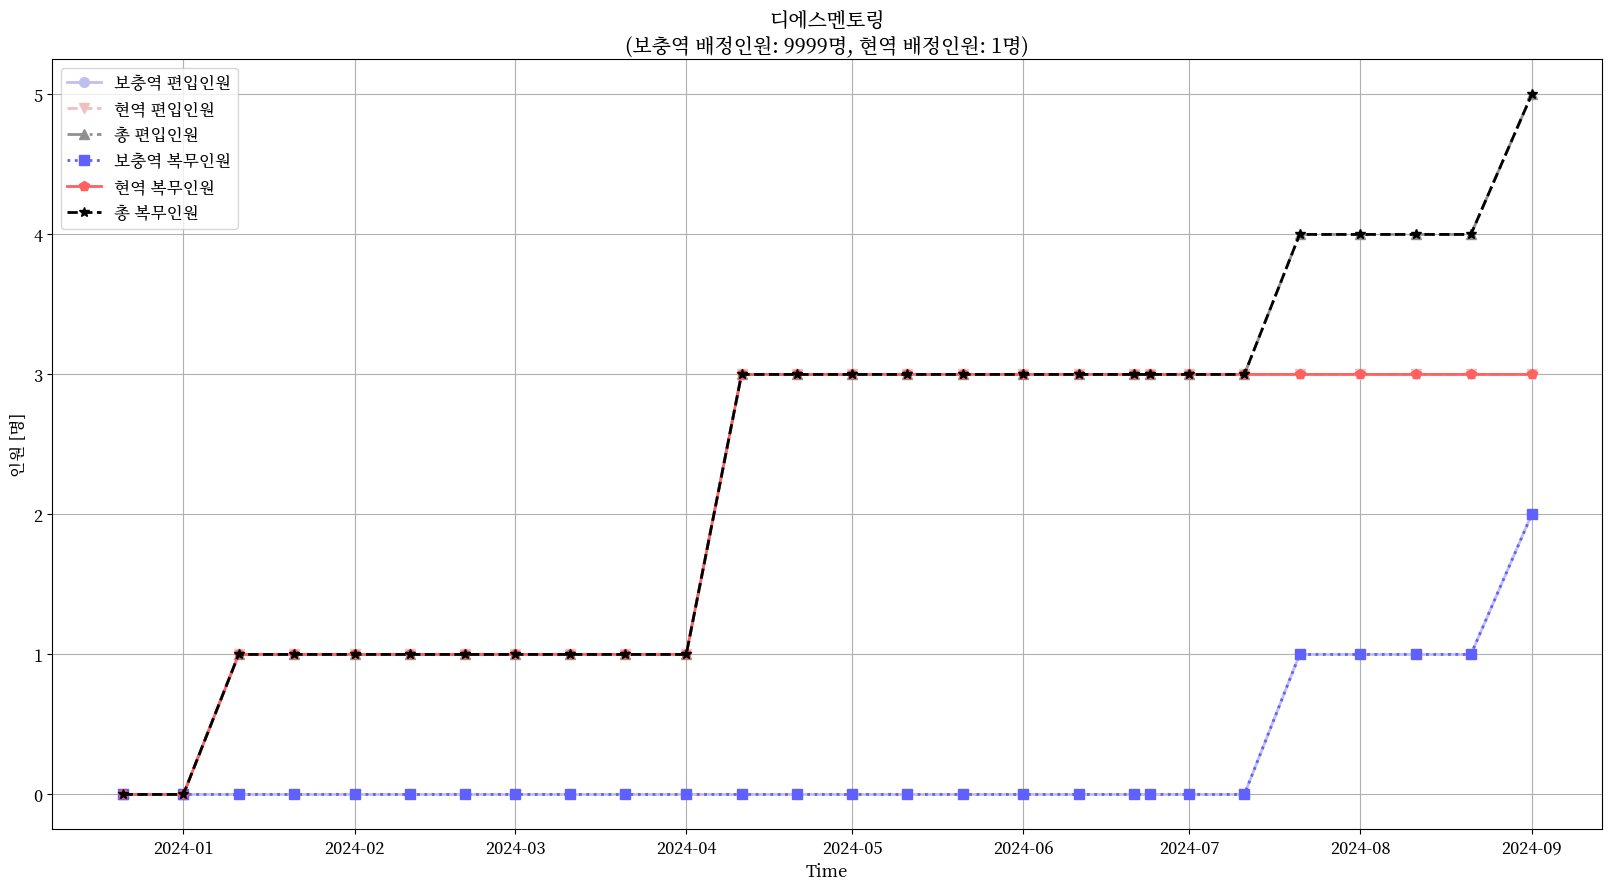 디에스멘토링
(보충역 배정인원: 9999명, 현역 배정인원: 1명)
보충역 편입인원
현역 편입인원
총 편입인원
보충역 복무인원
현역 복무인원
총 복무인원
인원 [명]
5
4
3
2
1
0
2024-01
2024-02
2024-03
2024-04
2024-05
2024-06
2024-07
2024-08
2024-09
Time